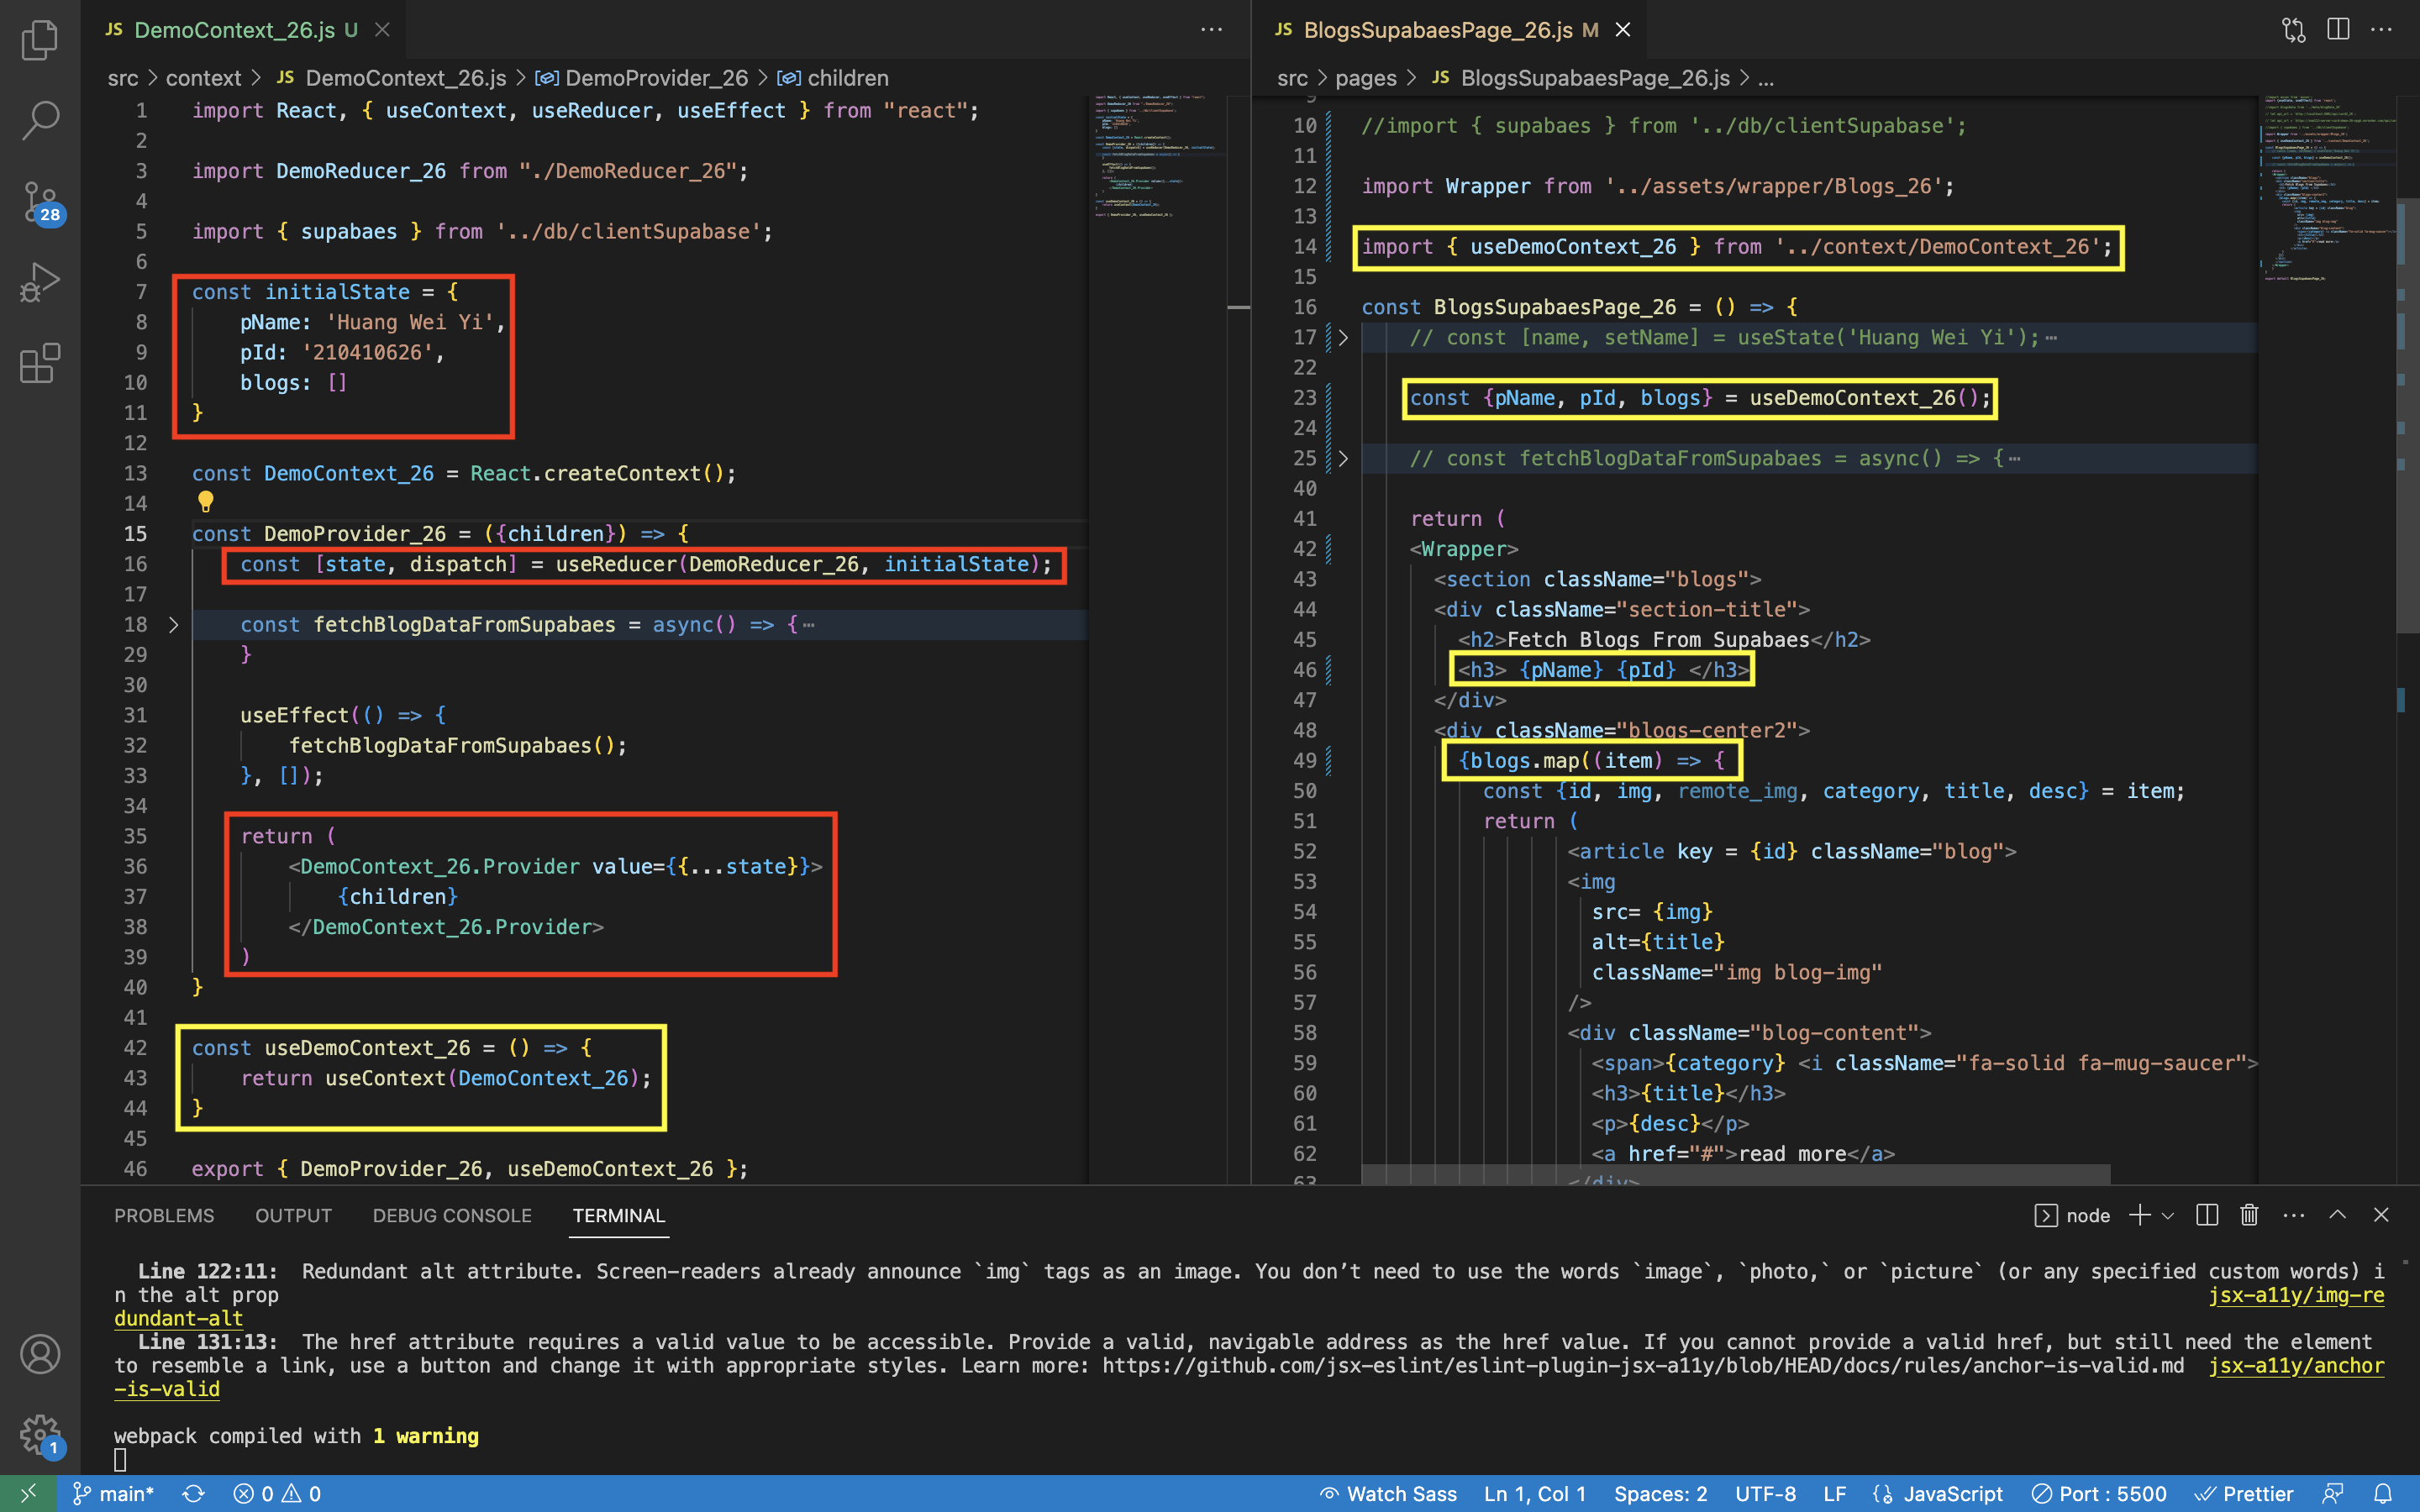 JS DemoContext_26.js U
src > context > JS DemoContext_26.js > DemoProvider_26 > children
1 import React, { useContext, useReducer, useEffect } from "react";
2
3 import DemoReducer_26 from "./DemoReducer_26";
4
5 import { supabaes } from '../db/clientSupabase';
6
7 const initialState = {
8 pName: 'Huang Wei Yi',
9 pId: '210410626',
10 blogs: []
11 }
12
13 const DemoContext_26 = React.createContext();
14
15 const DemoProvider_26 = ({children}) => {
16 const [state, dispatch] = useReducer(DemoReducer_26, initialState);
17
18 const fetchBlogDataFromSupabaes = async() => {⋯
29 }
30
31 useEffect(() => {
32 fetchBlogDataFromSupabaes();
33 }, []);
34
35 return (
36 <DemoContext_26.Provider value={{...state}}>
37 {children}
38 </DemoContext_26.Provider>
39 )
40 }
41
42 const useDemoContext_26 = () => {
43 return useContext(DemoContext_26);
44 }
45
46 export { DemoProvider_26, useDemoContext_26 };
JS BlogsSupabaesPage_26.js M
src > pages > JS BlogsSupabaesPage_26.js > ...
9
10 //import { supabaes } from '../db/clientSupabase';
11
12 import Wrapper from '../assets/wrapper/Blogs_26';
13
14 import { useDemoContext_26 } from '../context/DemoContext_26';
15
16 const BlogsSupabaesPage_26 = () => {
17 // const [name, setName] = useState('Huang Wei Yi');⋯
22
23 const {pName, pId, blogs} = useDemoContext_26();
24
25 // const fetchBlogDataFromSupabaes = async() => {⋯
40
41 return (
42 <Wrapper>
43 <section className="blogs">
44 <div className="section-title">
45 <h2>Fetch Blogs From Supabaes</h2>
46 <h3> {pName} {pId} </h3>
47 </div>
48 <div className="blogs-center2">
49 {blogs.map((item) => {
50 const {id, img, remote_img, category, title, desc} = item;
51 return (
52 <article key = {id} className="blog">
53 <img
54 src= {img}
55 alt={title}
56 className="img blog-img"
57 />
58 <div className="blog-content">
59 <span>{category} <i className="fa-solid fa-mug-saucer">
60 <h3>{title}</h3>
61 <p>{desc}</p>
62 <a href="#">read more</a>
63 </div>
28
1
PROBLEMS OUTPUT DEBUG CONSOLE TERMINAL
node
Line 122:11: Redundant alt attribute. Screen-readers already announce `img` tags as an image. You don’t need to use the words `image`, `photo,` or `picture` (or any specified custom words) i
n the alt prop jsx-a11y/img-re
dundant-alt
Line 131:13: The href attribute requires a valid value to be accessible. Provide a valid, navigable address as the href value. If you cannot provide a valid href, but still need the element
to resemble a link, use a button and change it with appropriate styles. Learn more: https://github.com/jsx-eslint/eslint-plugin-jsx-a11y/blob/HEAD/docs/rules/anchor-is-valid.md jsx-a11y/anchor
-is-valid
webpack compiled with 1 warning
main* 0 0 Watch Sass Ln 1, Col 1 Spaces: 2 UTF-8 LF JavaScript Port : 5500 Prettier